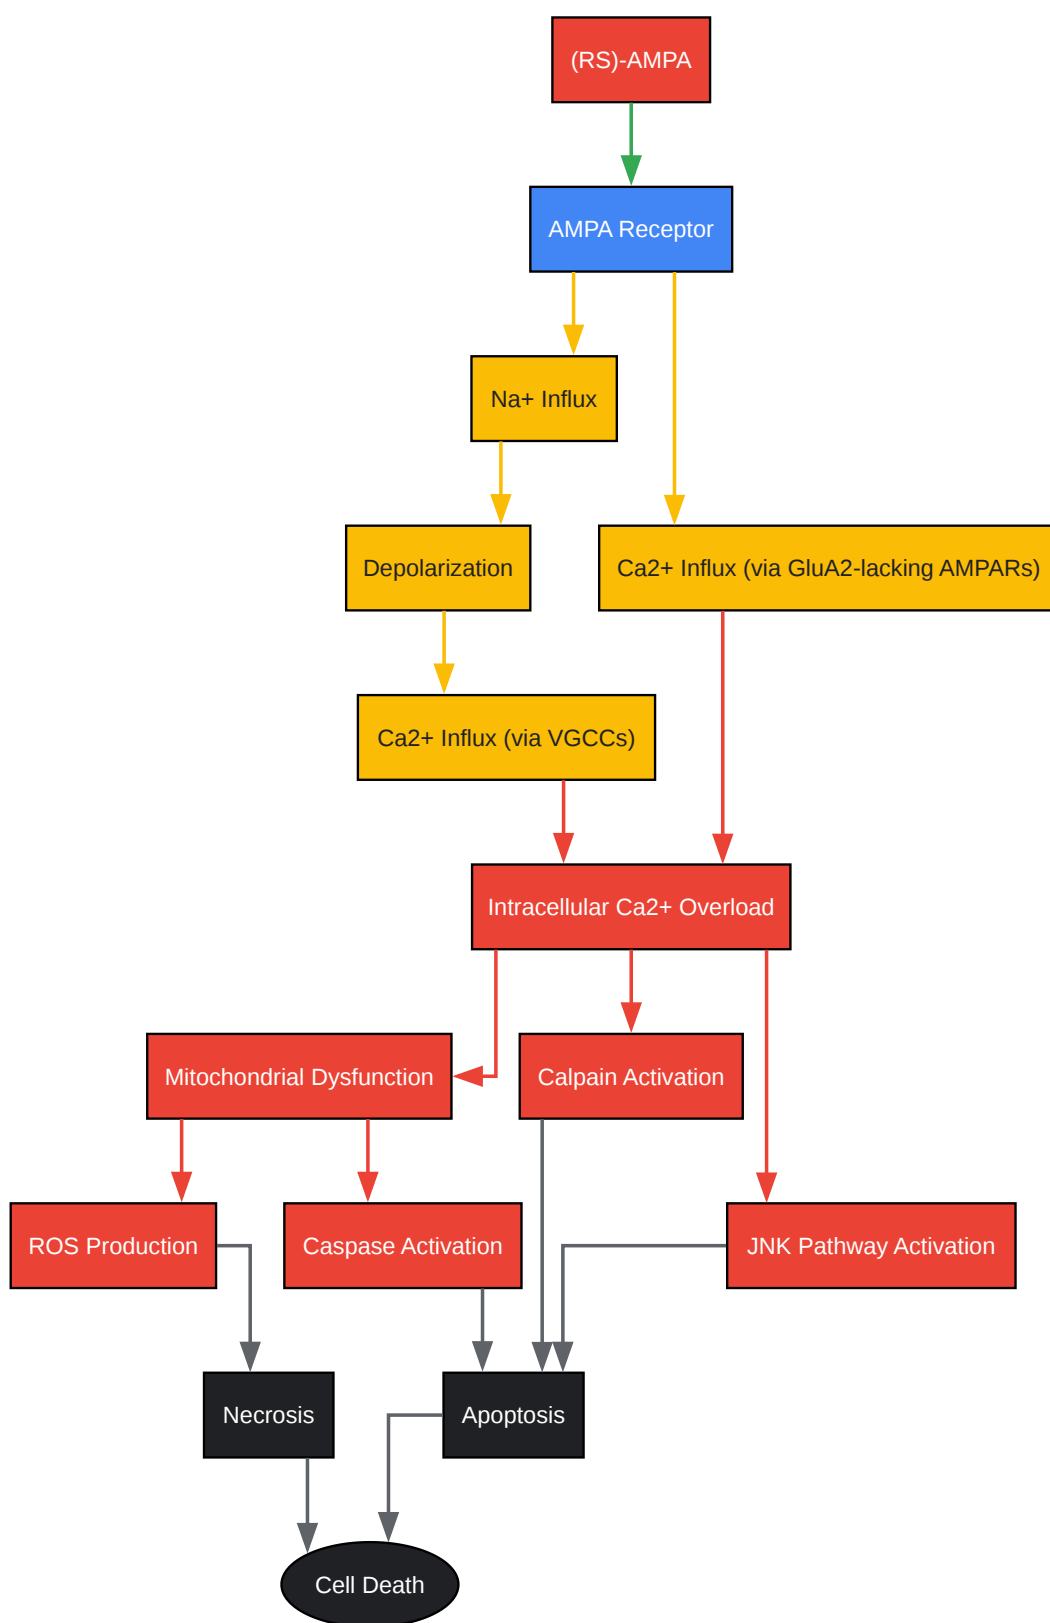 (RS)-AMPA
AMPA Receptor
Na+ Influx
Depolarization
Ca2+ Influx (via GluA2-lacking AMPARs)
Ca2+ Influx (via VGCCs)
Intracellular Ca2+ Overload
Mitochondrial Dysfunction
Calpain Activation
ROS Production
Caspase Activation
JNK Pathway Activation
Necrosis
Apoptosis
Cell Death